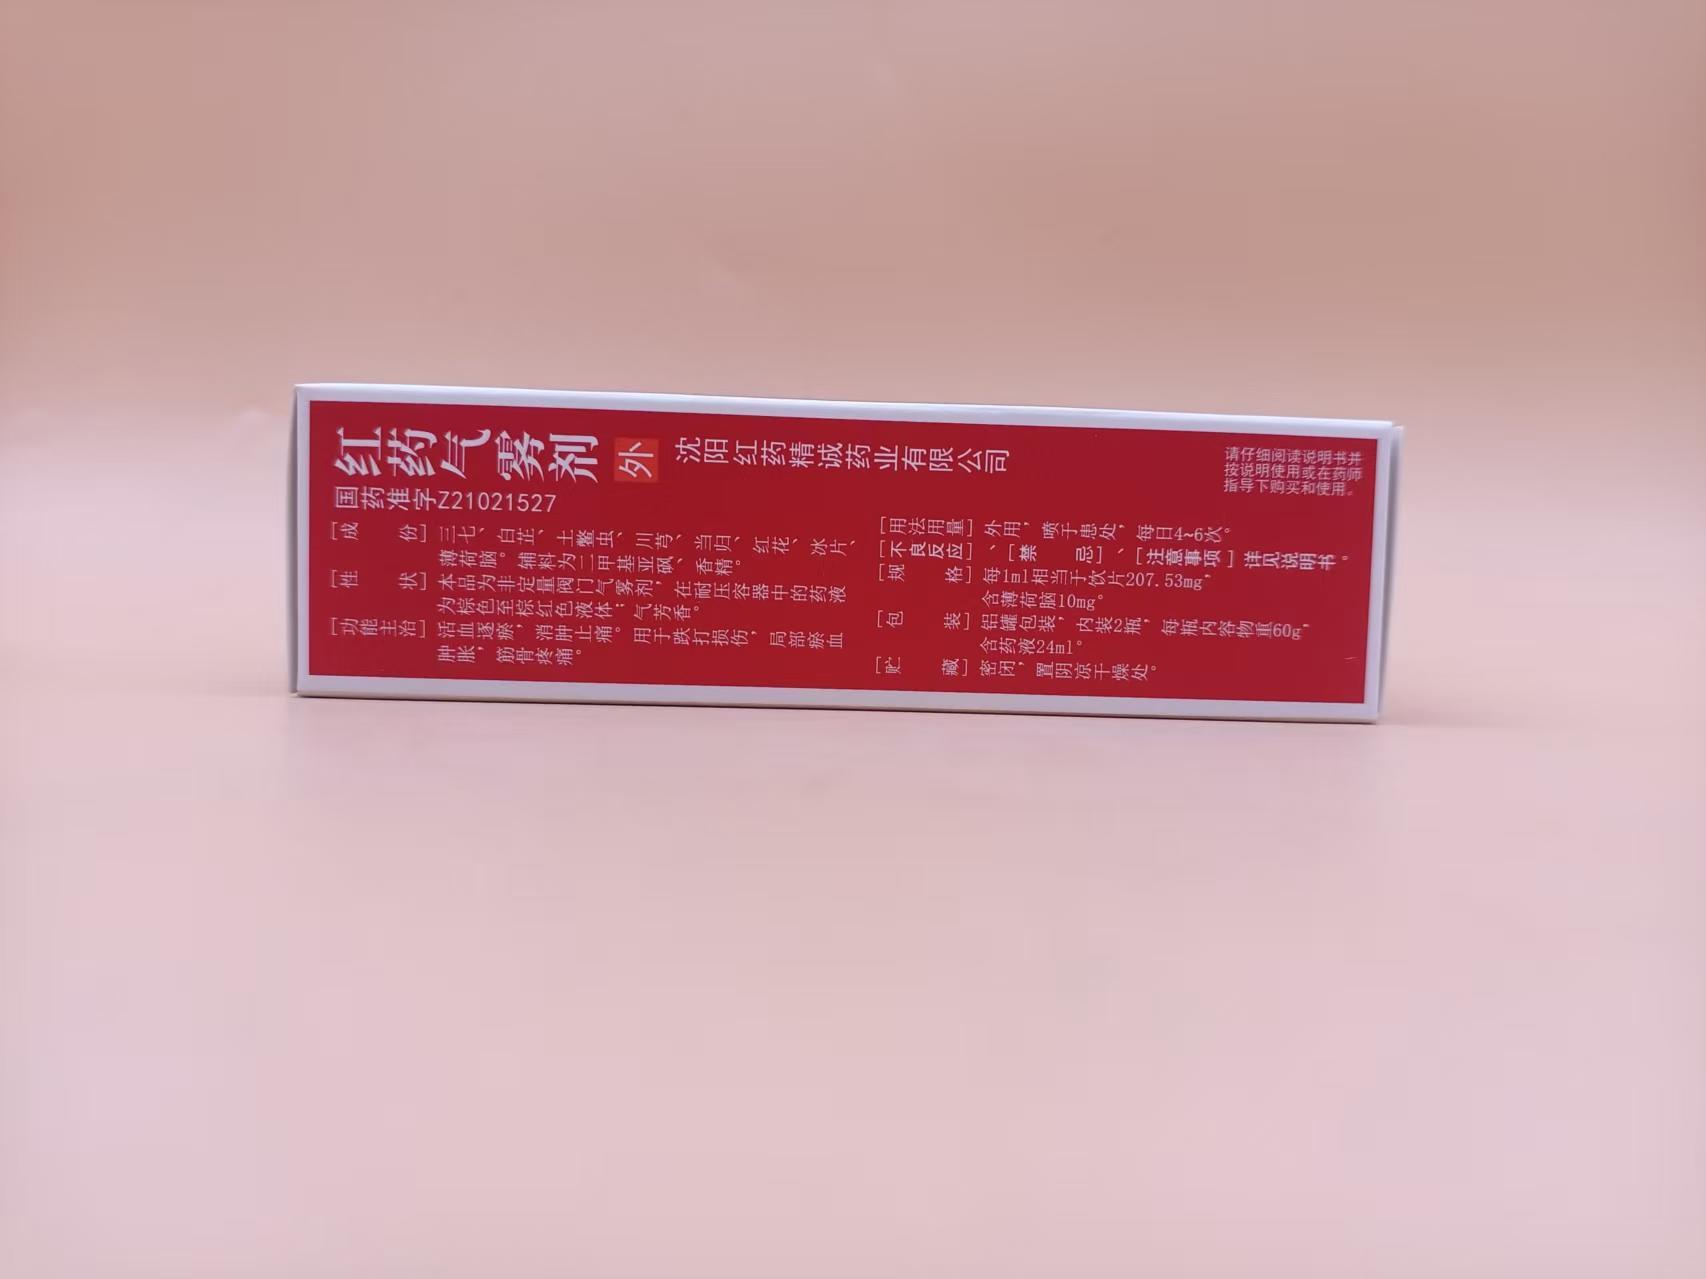 红药气雾剂 外 沈阳红药精诚药业有限公司
国药准字Z21021527
请仔细阅读说明书并
按说明使用或在药师
指导下购买和使用。
[成份]三七、白芷、土鳖虫、川芎、当归、红花、冰片、
薄荷脑。辅料为二甲基亚砜、香精。
[性状]本品为非定量阀门气雾剂,在耐压容器中的药液
为棕色至棕红色液体;气芳香。
[功能主治]活血逐瘀,消肿止痛。用于跌打损伤,局部瘀血
肿胀,筋骨疼痛。
[用法用量]外用,喷于患处,每日4~6次。
[不良反应]、[禁忌]、[注意事项]详见说明书。
[规格]每1ml相当于饮片207.53mg,
含薄荷脑10mg。
[包装]铝罐包装,内装2瓶,每瓶内容物重60g,
含药液24ml。
[贮藏]密闭,置阴凉干燥处。